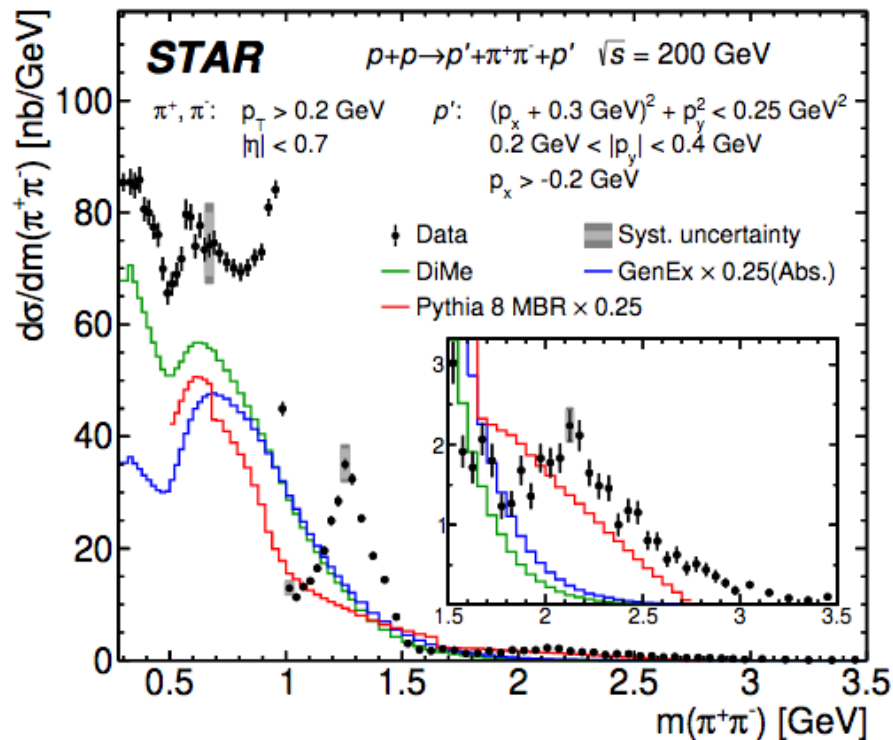 STAR
p+p→p′+π⁺π⁻+p′ √s = 200 GeV
π⁺, π⁻: p_T > 0.2 GeV
|η| < 0.7
p′: (p_x + 0.3 GeV)² + p_y² < 0.25 GeV²
0.2 GeV < |p_y| < 0.4 GeV
p_x > -0.2 GeV
Data
Syst. uncertainty
DiMe
GenEx × 0.25(Abs.)
Pythia 8 MBR × 0.25
dσ/dm(π⁺π⁻) [nb/GeV]
100
80
60
40
20
0
3
2
1
1.5 2 2.5 3 3.5
0.5 1 1.5 2 2.5 3 3.5
m(π⁺π⁻) [GeV]